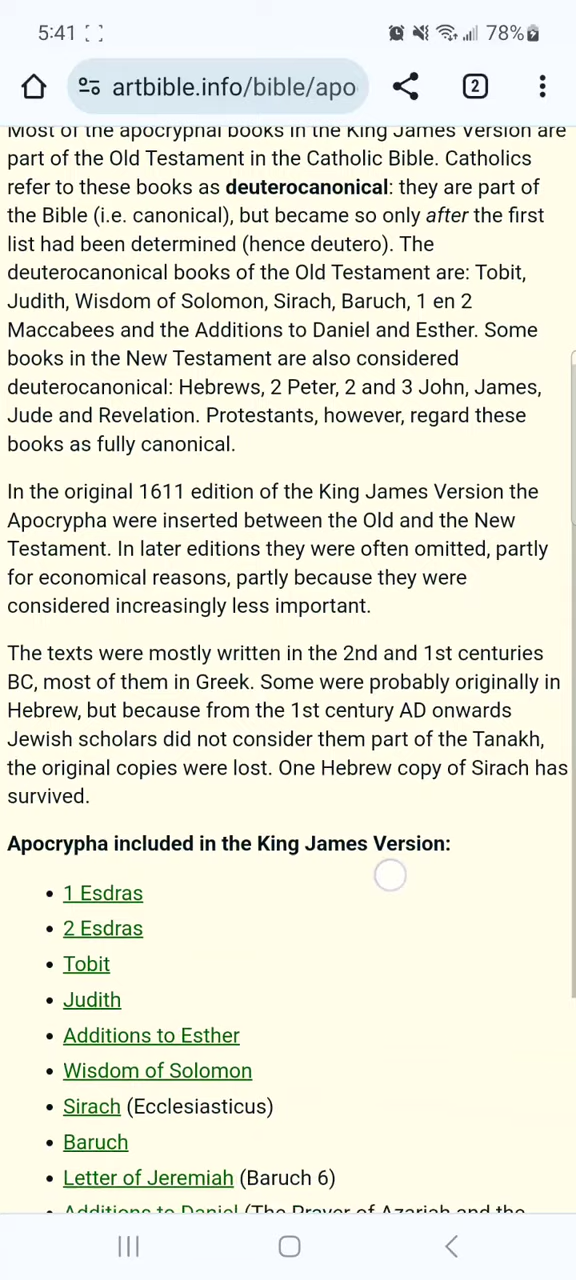 5:41
78%
artbible.info/bible/apo
2
Most of the apocryphal books in the King James Version are
part of the Old Testament in the Catholic Bible. Catholics
refer to these books as deuterocanonical: they are part of
the Bible (i.e. canonical), but became so only after the first
list had been determined (hence deutero). The
deuterocanonical books of the Old Testament are: Tobit,
Judith, Wisdom of Solomon, Sirach, Baruch, 1 en 2
Maccabees and the Additions to Daniel and Esther. Some
books in the New Testament are also considered
deuterocanonical: Hebrews, 2 Peter, 2 and 3 John, James,
Jude and Revelation. Protestants, however, regard these
books as fully canonical.
In the original 1611 edition of the King James Version the
Apocrypha were inserted between the Old and the New
Testament. In later editions they were often omitted, partly
for economical reasons, partly because they were
considered increasingly less important.
The texts were mostly written in the 2nd and 1st centuries
BC, most of them in Greek. Some were probably originally in
Hebrew, but because from the 1st century AD onwards
Jewish scholars did not consider them part of the Tanakh,
the original copies were lost. One Hebrew copy of Sirach has
survived.
Apocrypha included in the King James Version:
• 1 Esdras
• 2 Esdras
• Tobit
• Judith
• Additions to Esther
• Wisdom of Solomon
• Sirach (Ecclesiasticus)
• Baruch
• Letter of Jeremiah (Baruch 6)
• Additions to Daniel (The Prayer of Azariah and the